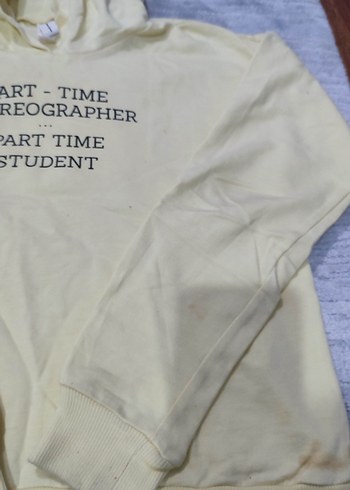 ART - TIME
REOGRAPHER
...
PART TIME
STUDENT